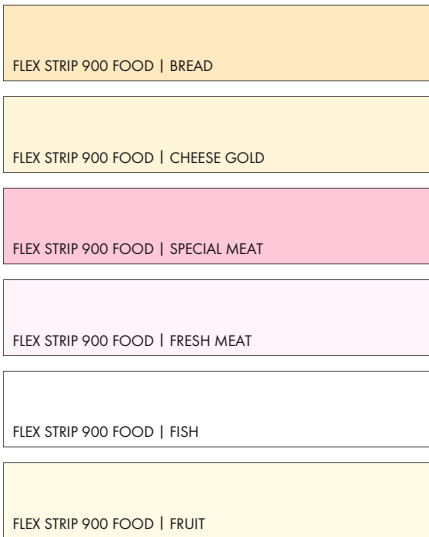 FLEX STRIP 900 FOOD | BREAD
FLEX STRIP 900 FOOD | CHEESE GOLD
FLEX STRIP 900 FOOD | SPECIAL MEAT
FLEX STRIP 900 FOOD | FRESH MEAT
FLEX STRIP 900 FOOD | FISH
FLEX STRIP 900 FOOD | FRUIT